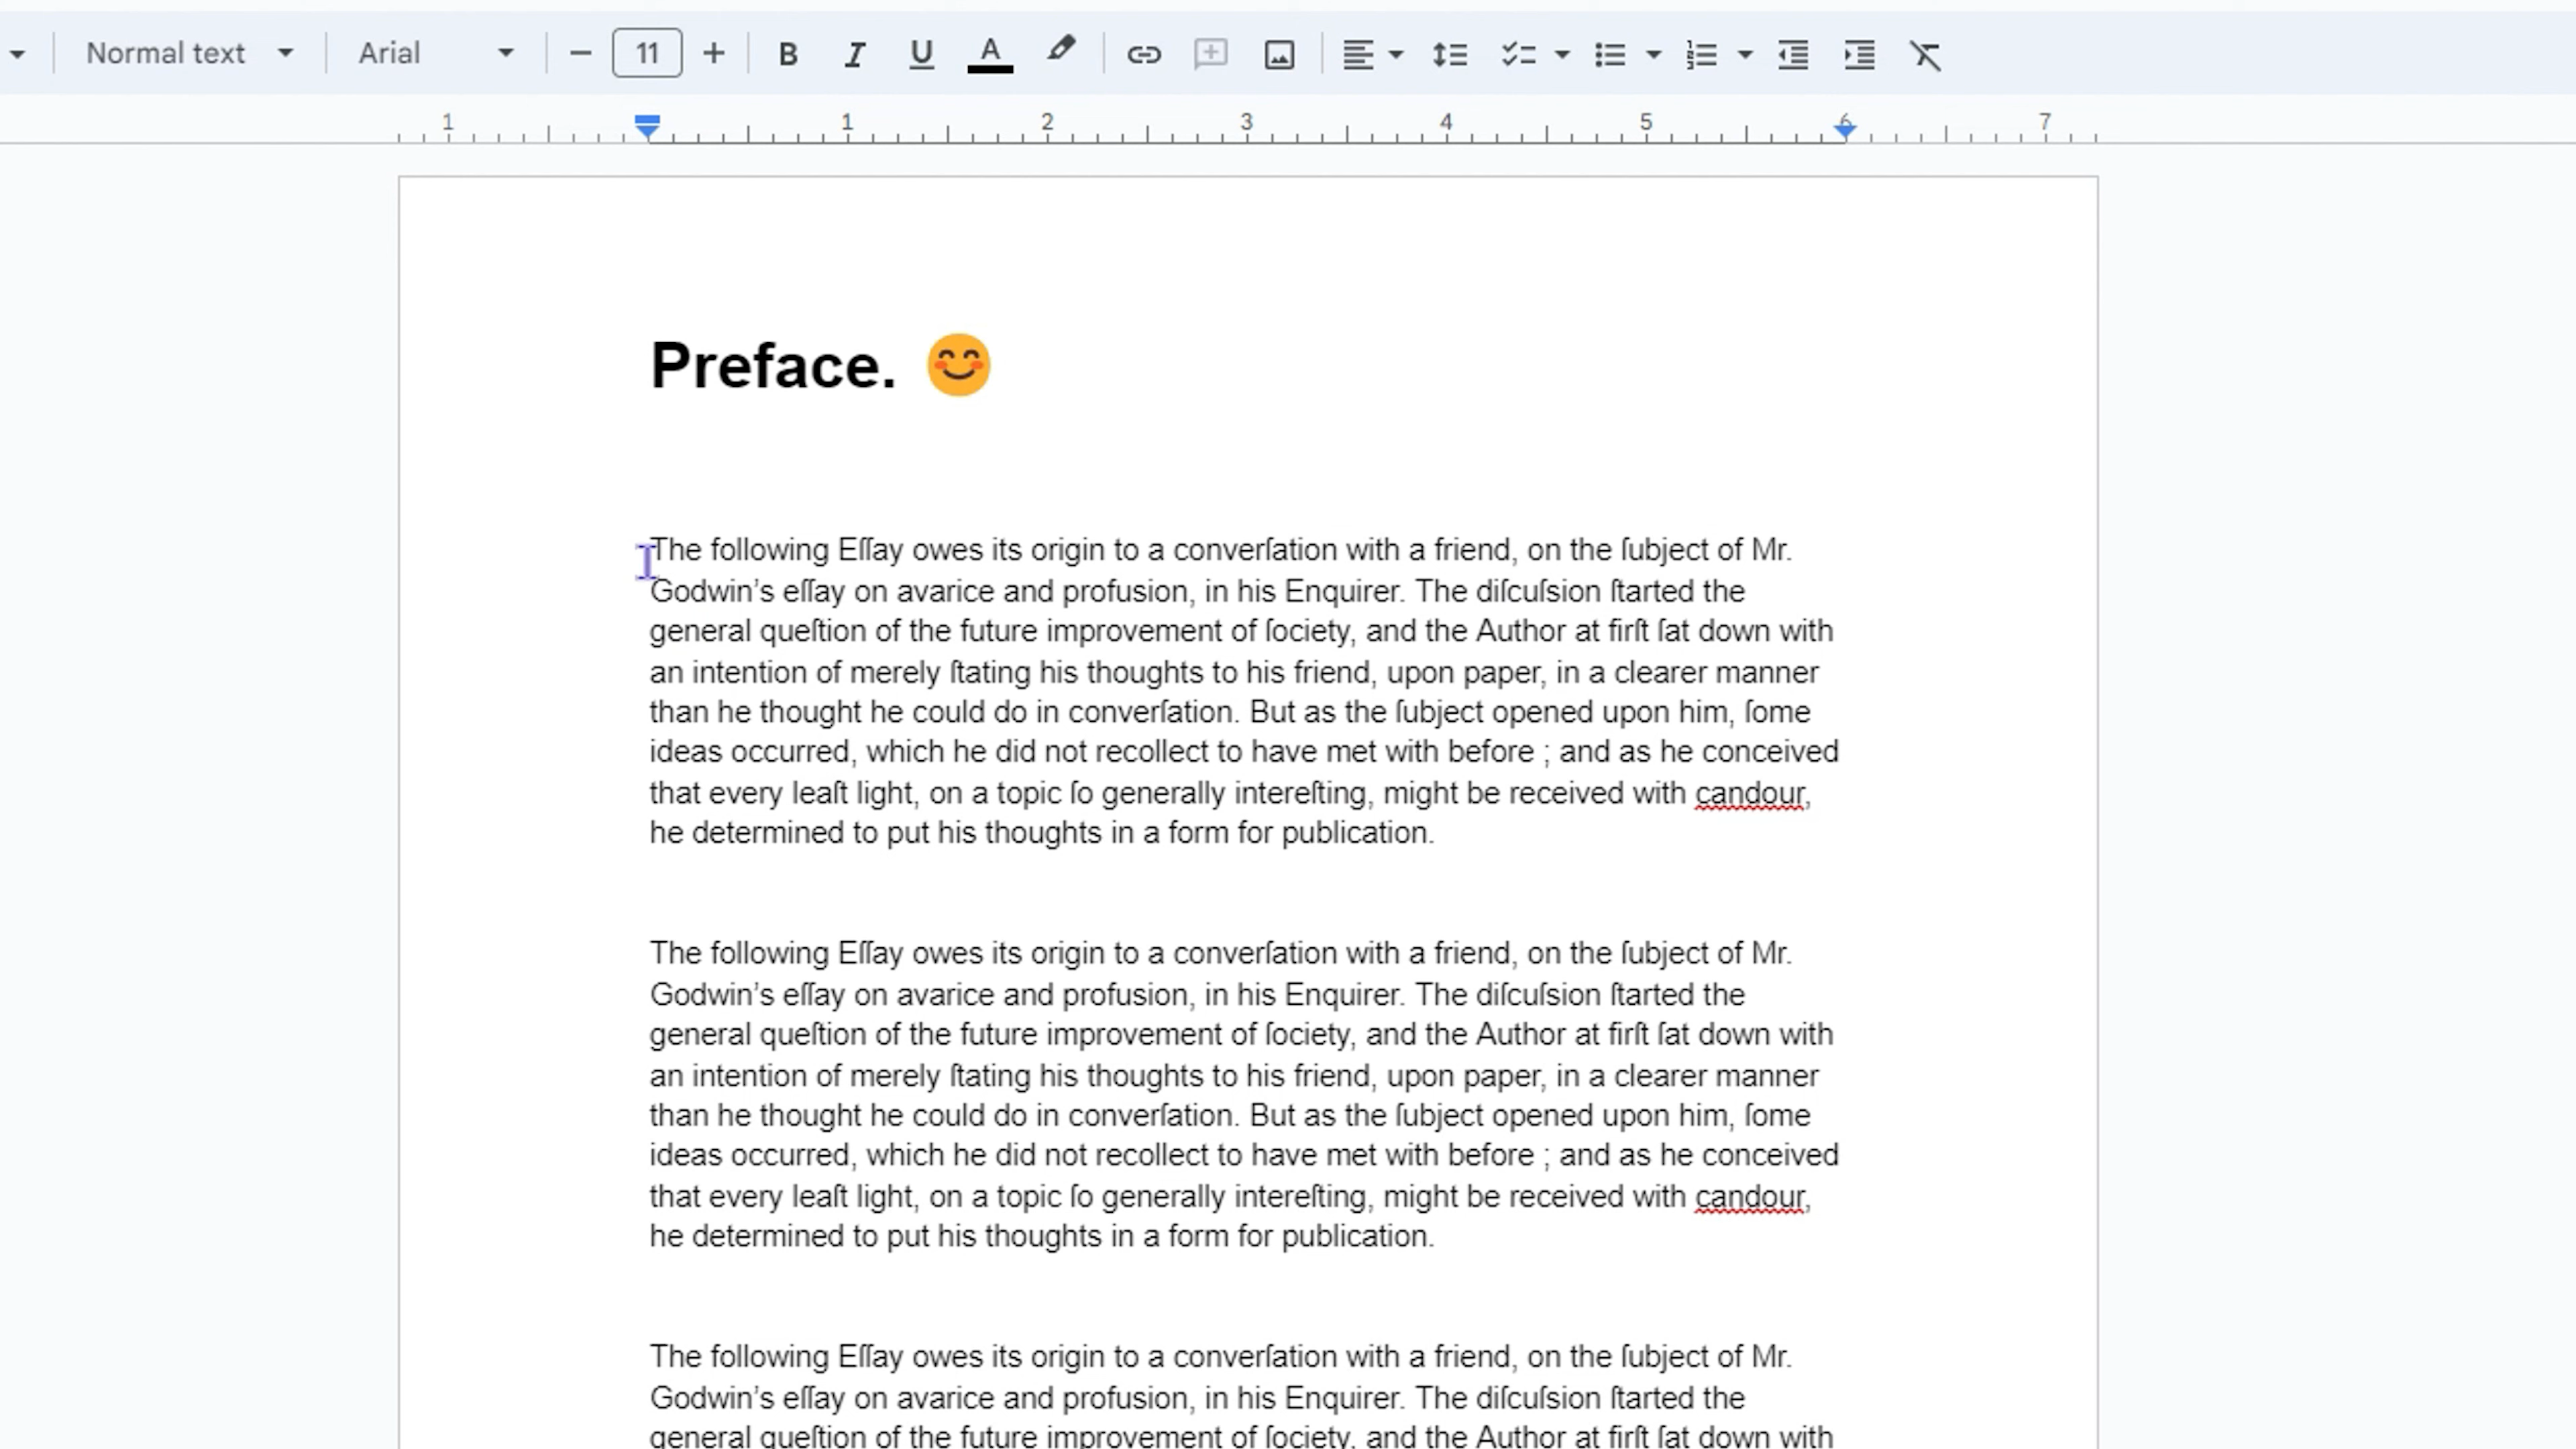 Normal text Arial 11 B I U A
1 1 2 3 4 5 6 7
Preface. 😊
The following Eſſay owes its origin to a converſation with a friend, on the ſubject of Mr.
Godwin’s eſſay on avarice and profusion, in his Enquirer. The diſcuſsion ſtarted the
general queſtion of the future improvement of ſociety, and the Author at firſt ſat down with
an intention of merely ſtating his thoughts to his friend, upon paper, in a clearer manner
than he thought he could do in converſation. But as the ſubject opened upon him, ſome
ideas occurred, which he did not recollect to have met with before ; and as he conceived
that every leaſt light, on a topic ſo generally intereſting, might be received with candour,
he determined to put his thoughts in a form for publication.
The following Eſſay owes its origin to a converſation with a friend, on the ſubject of Mr.
Godwin’s eſſay on avarice and profusion, in his Enquirer. The diſcuſsion ſtarted the
general queſtion of the future improvement of ſociety, and the Author at firſt ſat down with
an intention of merely ſtating his thoughts to his friend, upon paper, in a clearer manner
than he thought he could do in converſation. But as the ſubject opened upon him, ſome
ideas occurred, which he did not recollect to have met with before ; and as he conceived
that every leaſt light, on a topic ſo generally intereſting, might be received with candour,
he determined to put his thoughts in a form for publication.
The following Eſſay owes its origin to a converſation with a friend, on the ſubject of Mr.
Godwin’s eſſay on avarice and profusion, in his Enquirer. The diſcuſsion ſtarted the
general queſtion of the future improvement of ſociety, and the Author at firſt ſat down with